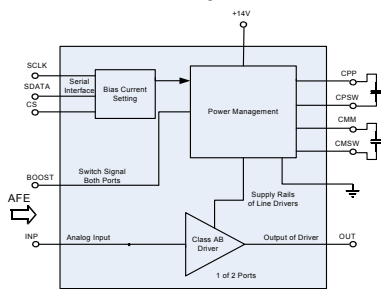 +14V
SCLK
Serial
Interface
SDATA
CS
Bias Current
Setting
Power Management
CPP
CPSW
CMM
CMSW
BOOST
Switch Signal
Both Ports
AFE
Supply Rails
of Line Drivers
INP
Analog Input
Class AB
Driver
Output of Driver
OUT
1 of 2 Ports